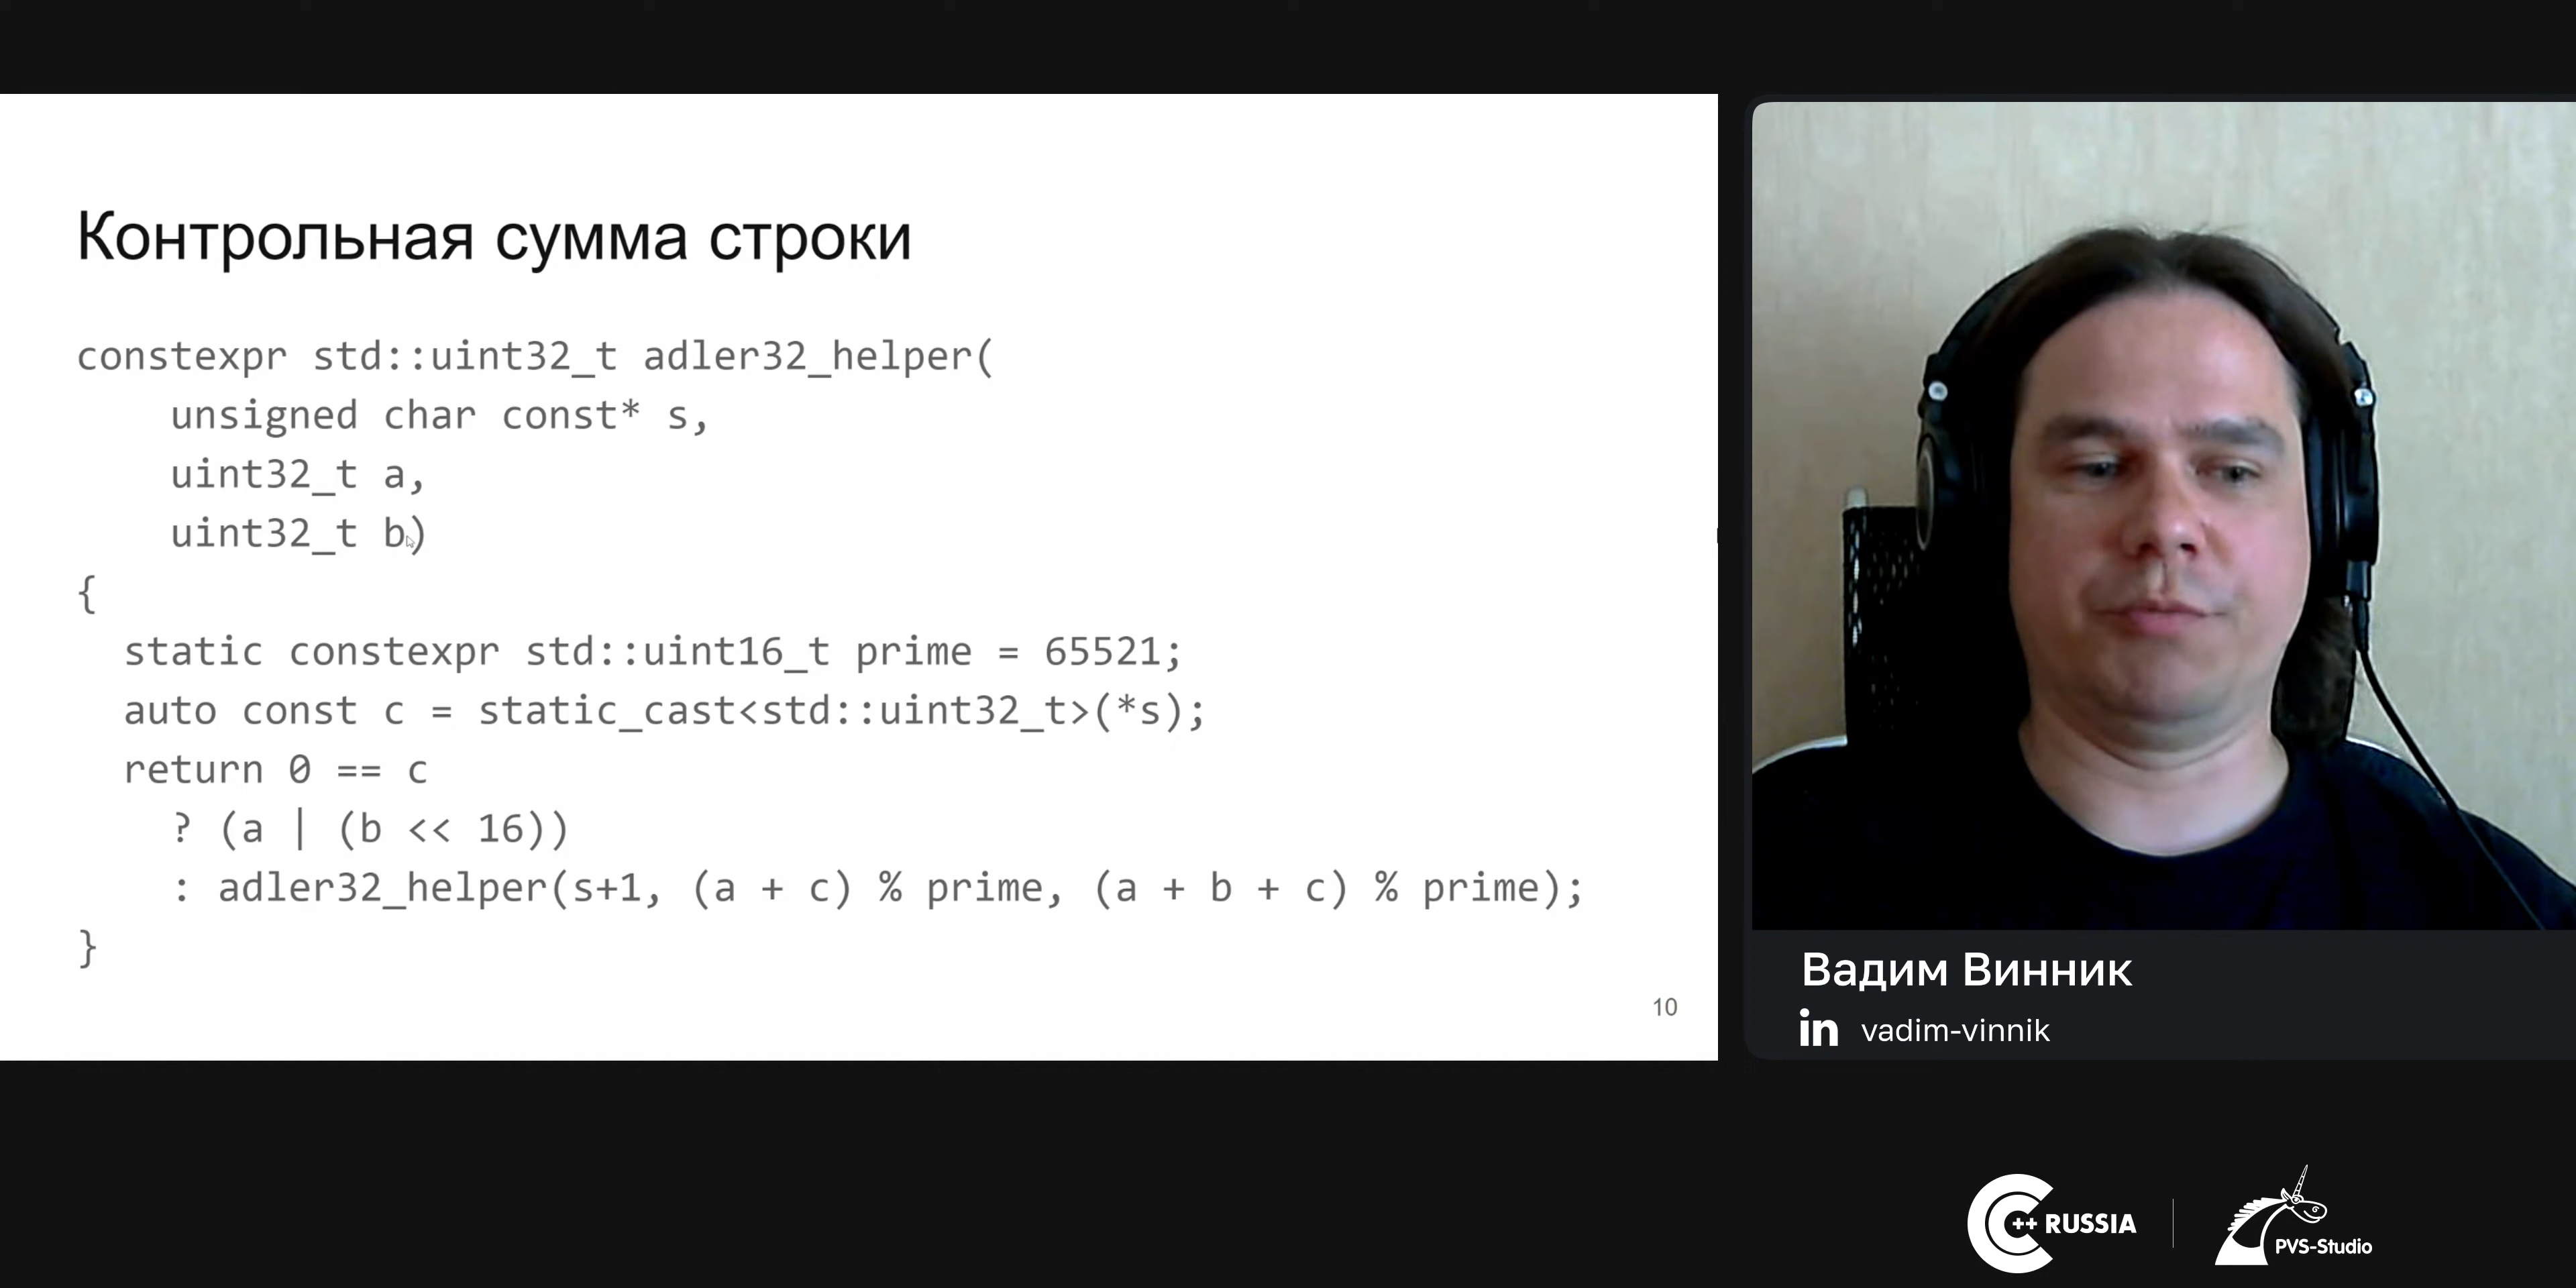 Контрольная сумма строки
constexpr std::uint32_t adler32_helper(
unsigned char const* s,
uint32_t a,
uint32_t b)
{
static constexpr std::uint16_t prime = 65521;
auto const c = static_cast<std::uint32_t>(*s);
return 0 == c
? (a | (b << 16))
: adler32_helper(s+1, (a + c) % prime, (a + b + c) % prime);
}
10
Вадим Винник
in vadim-vinnik
C++ RUSSIA
PVS-Studio